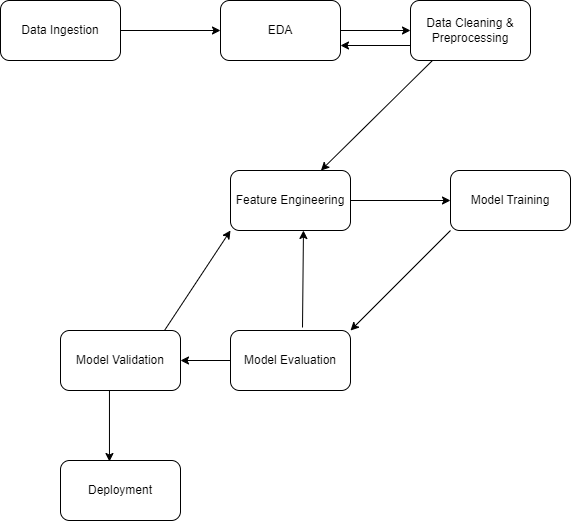 Data Ingestion
EDA
Data Cleaning &
Preprocessing
Feature Engineering
Model Training
Model Validation
Model Evaluation
Deployment